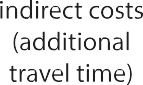 indirect costs
(additional
travel time)